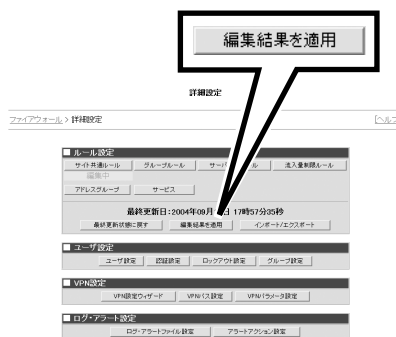 編集結果を適用
詳細設定
ファイアウォール > 詳細設定
[ヘルプ
■ ルール設定
サイト共通ルール グループルール サーバ ル 流入量制限ルール
編集中
アドレスグループ サービス
最終更新日:2004年09月 日 17時57分35秒
最終更新状態に戻す 編集結果を適用 インポート/エクスポート
■ ユーザ設定
ユーザ設定 認証設定 ログアウト設定 グループ設定
■ VPN設定
VPN設定ウィザード VPNパス設定 VPNパラメータ設定
■ ログ・アラート設定
ログ・アラートファイル設定 アラートアクション設定